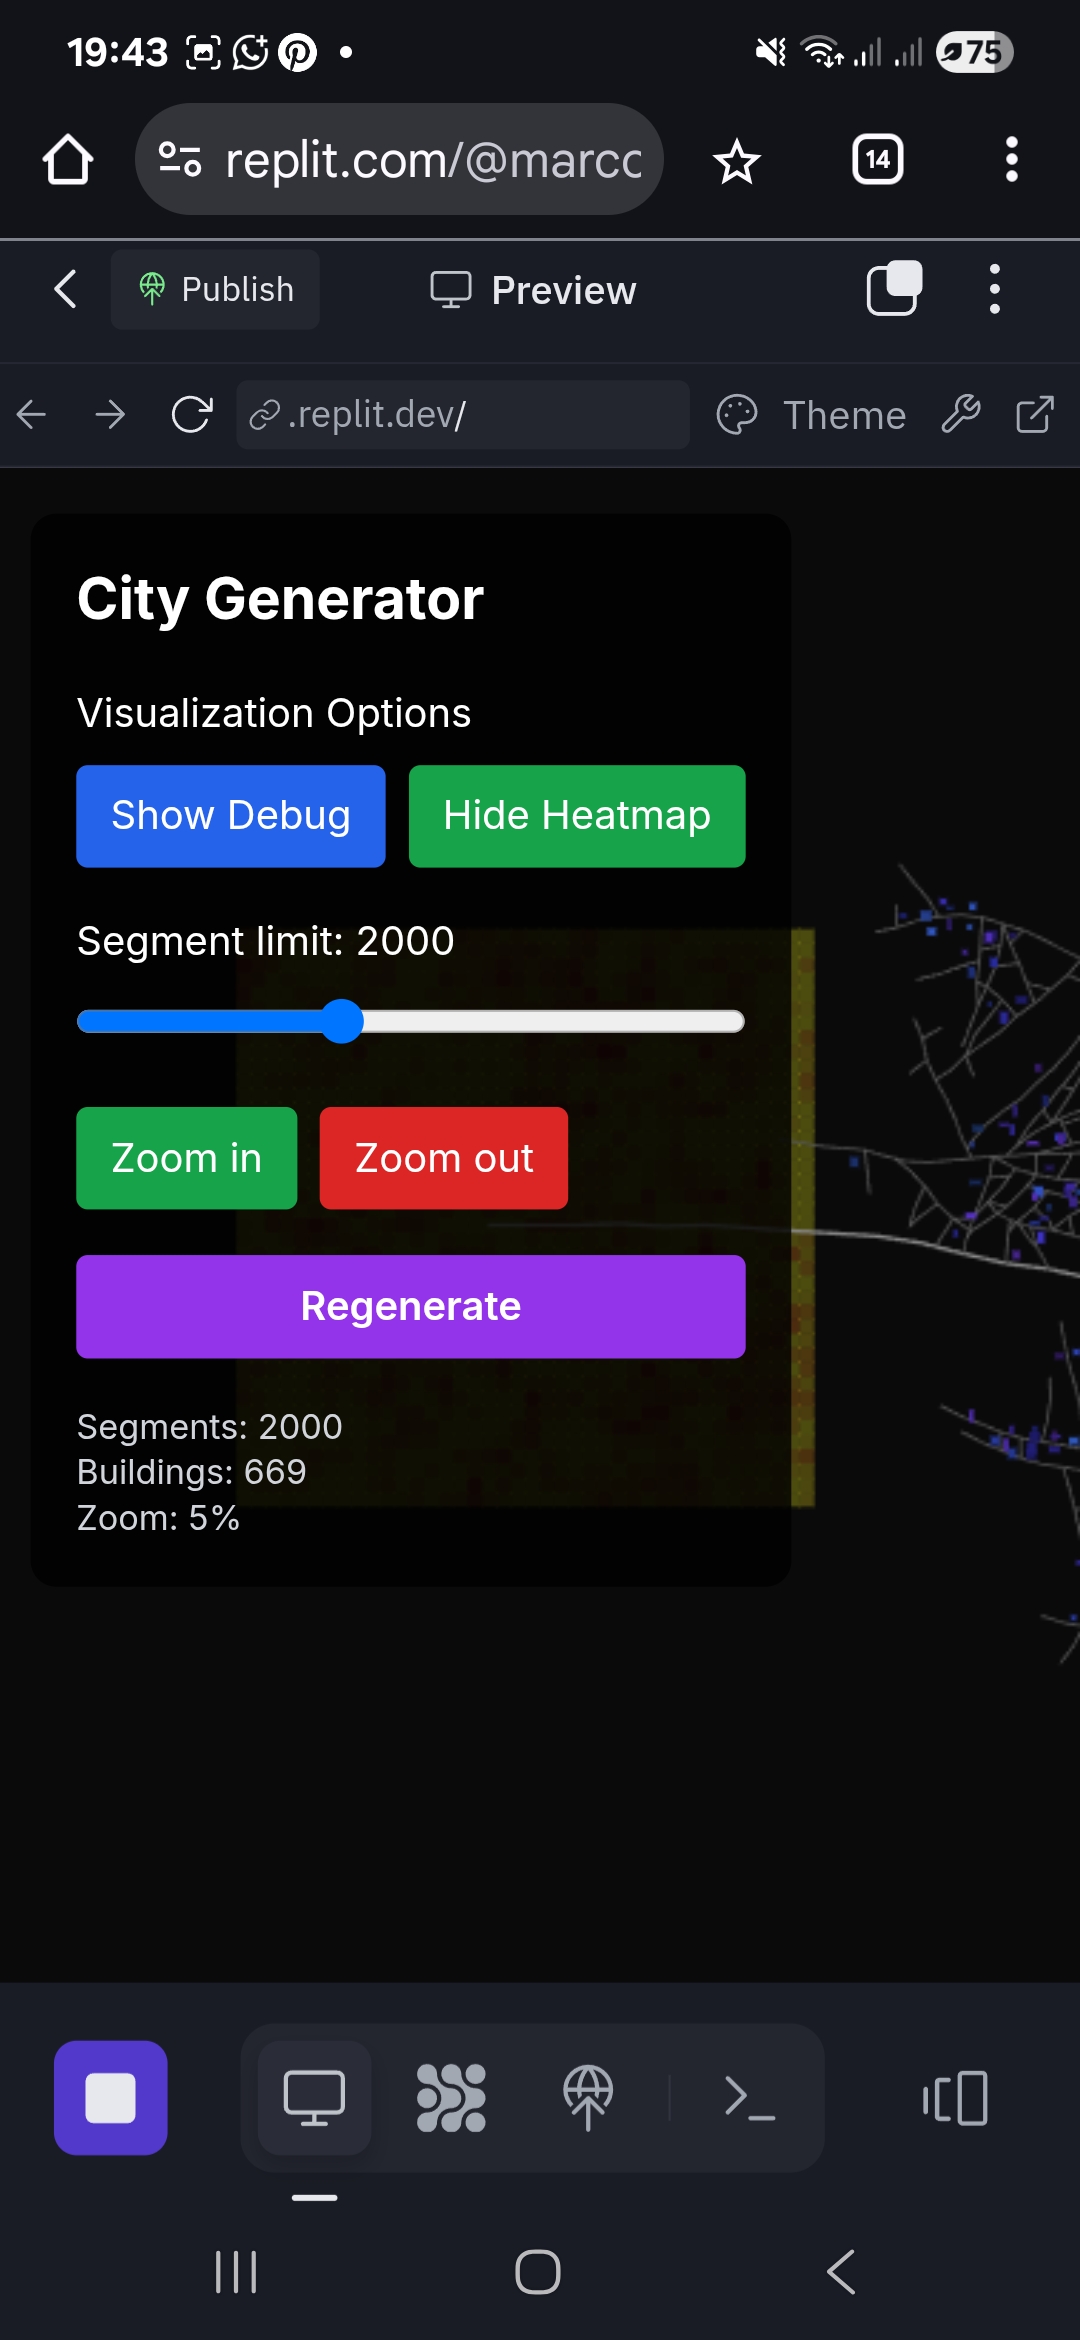 19:43
75
replit.com/@marcc
14
Publish
Preview
.replit.dev/
Theme
City Generator
Visualization Options
Show Debug
Hide Heatmap
Segment limit: 2000
Zoom in
Zoom out
Regenerate
Segments: 2000
Buildings: 669
Zoom: 5%